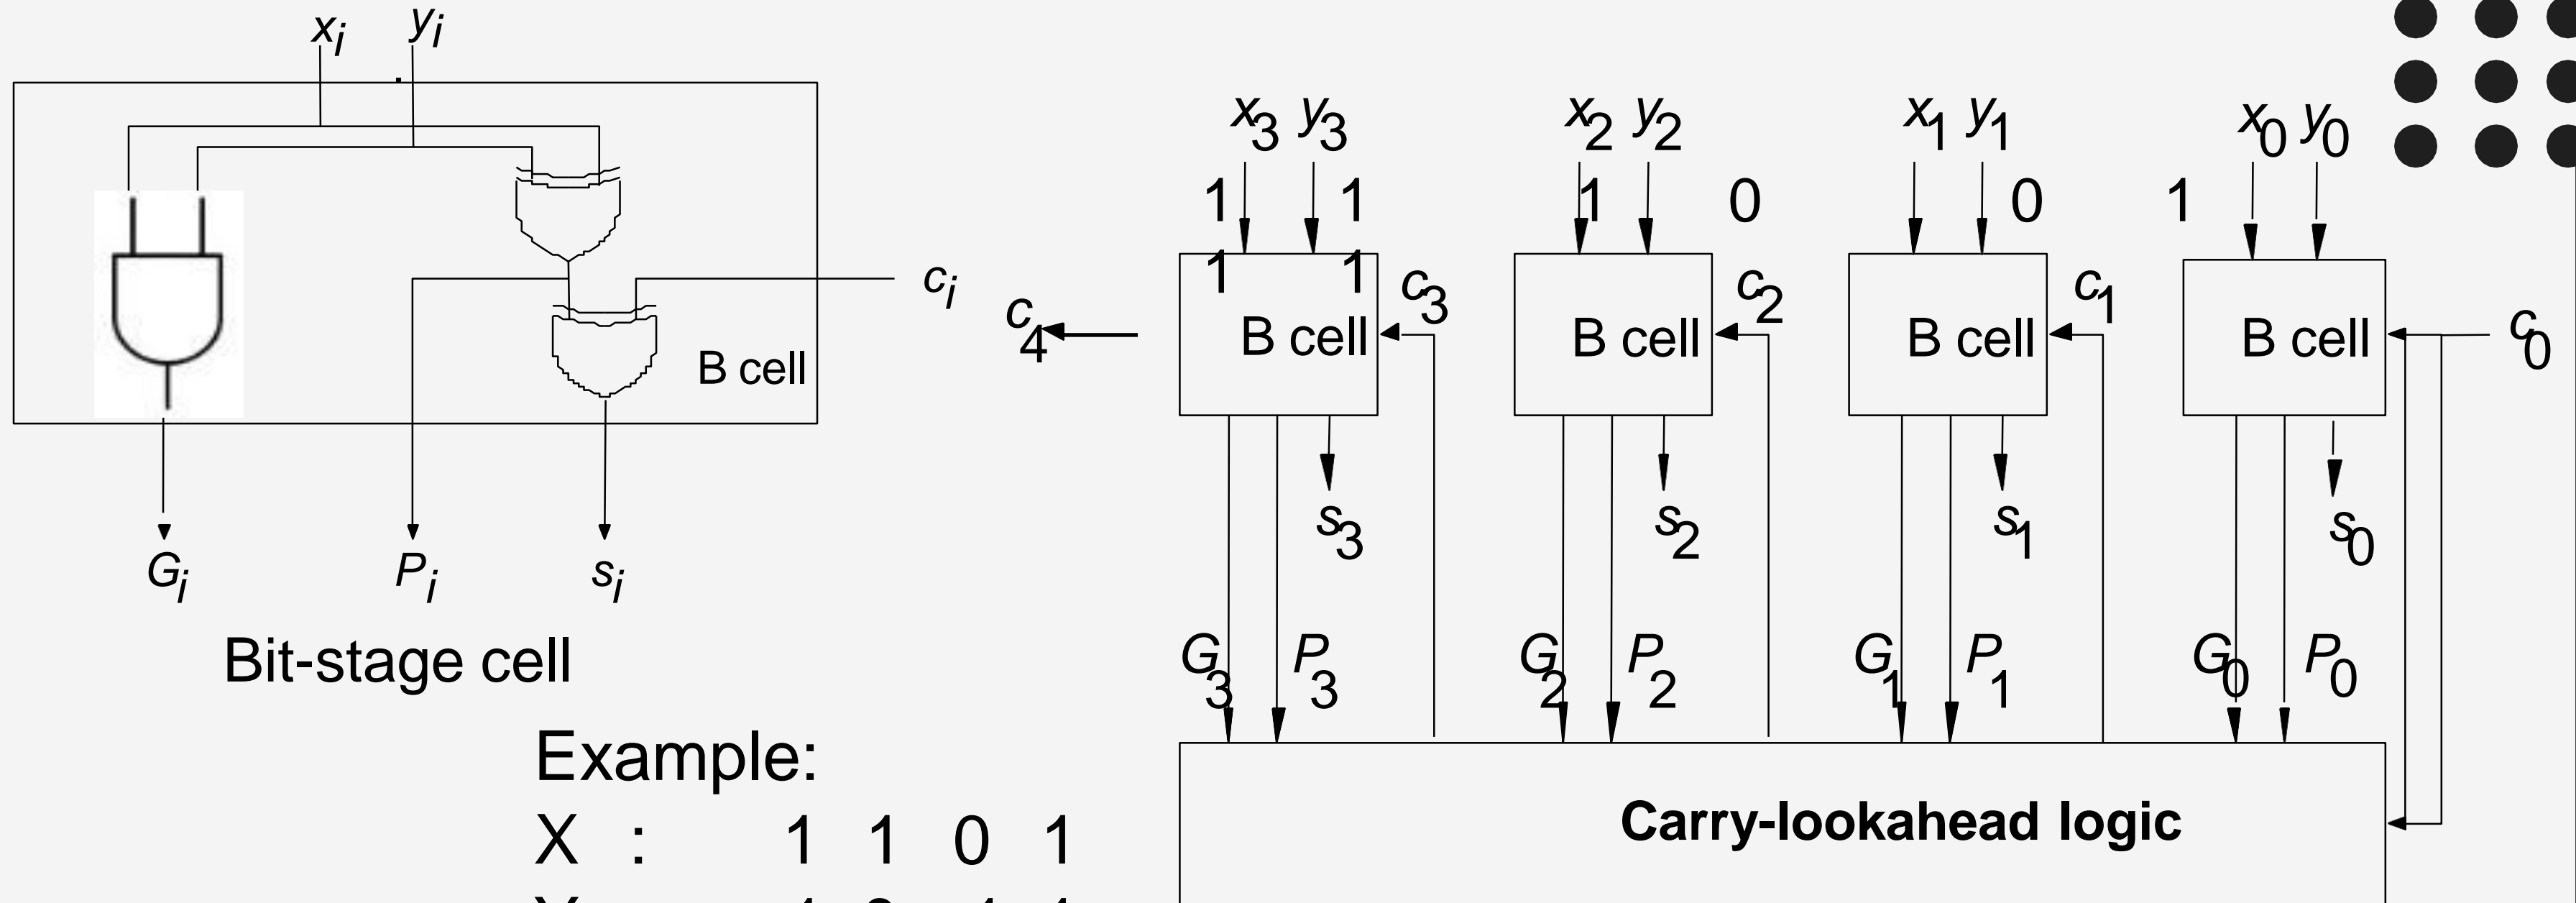 xi yi
ci
B cell
Gi Pi si
Bit-stage cell
x3 y3 x2 y2 x1 y1 x0 y0
1 1 1 0 0 1
1 1
c4 c3 c2 c1 c0
B cell B cell B cell B cell
s3 s2 s1 s0
G3 P3 G2 P2 G1 P1 G0 P0
Carry-lookahead logic
Example:
X : 1 1 0 1